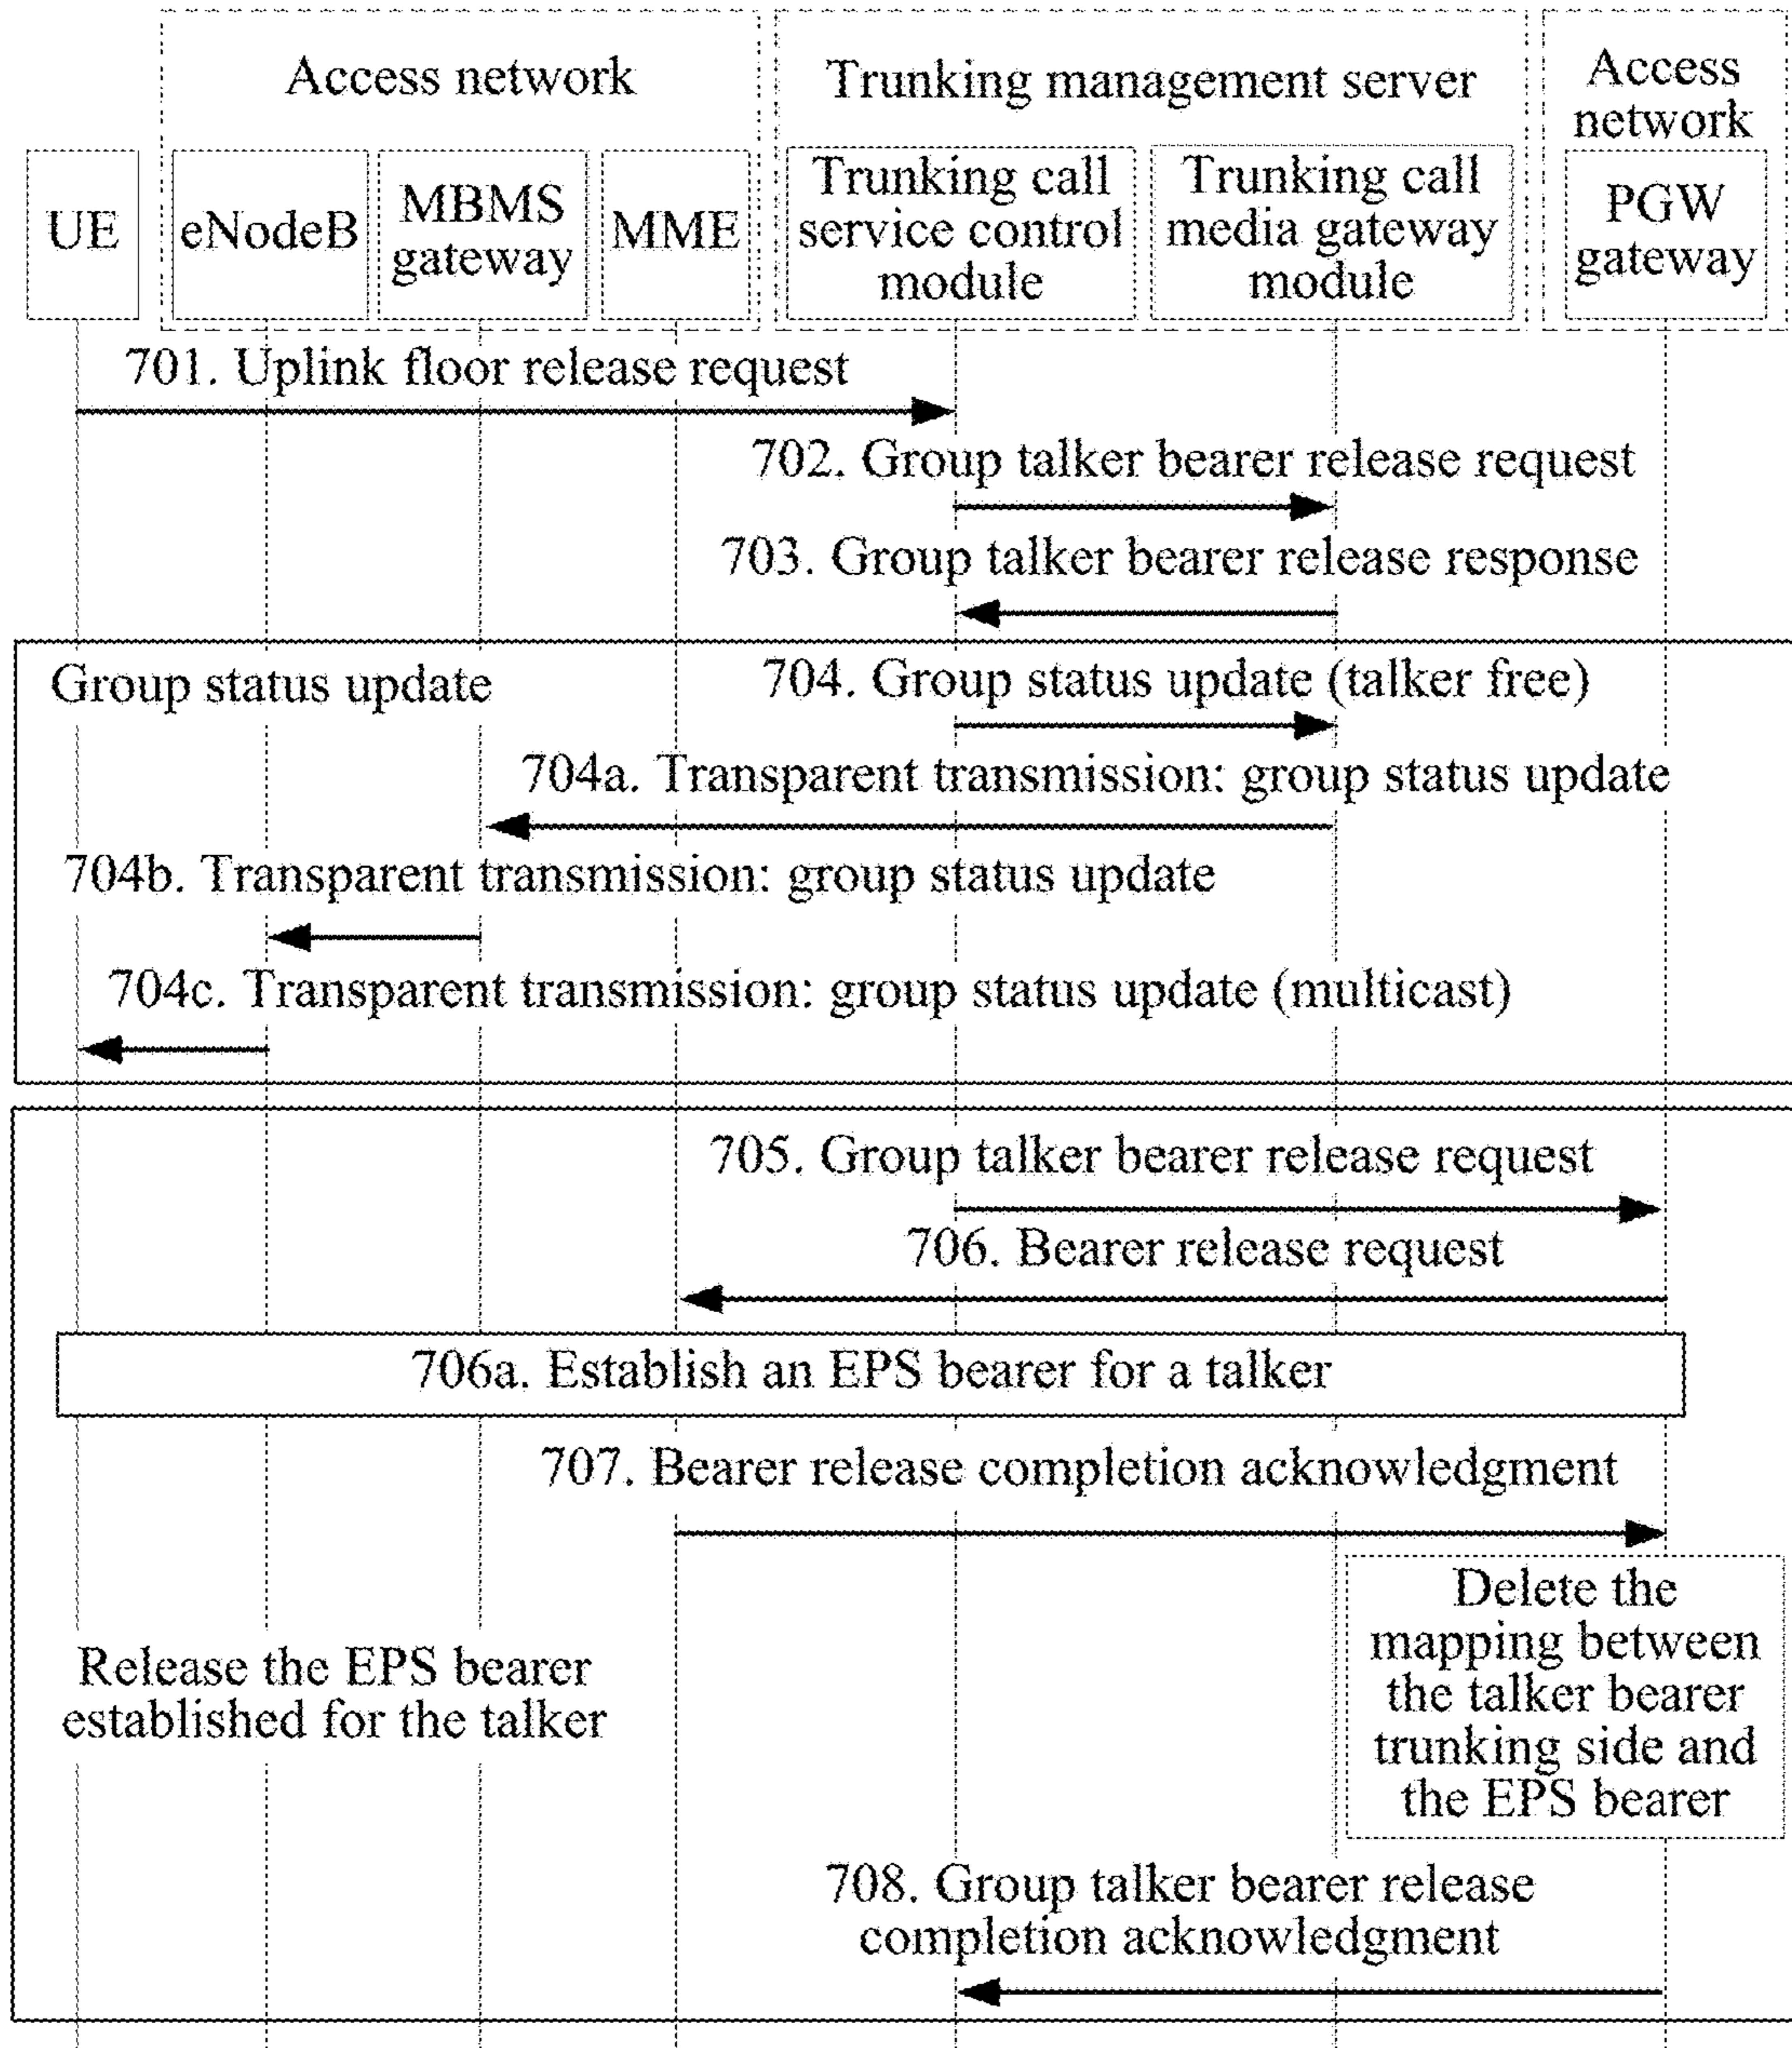 Access network
Trunking management server
Access
network
UE
eNodeB
MBMS
gateway
MME
Trunking call
service control
module
Trunking call
media gateway
module
PGW
gateway
701. Uplink floor release request
702. Group talker bearer release request
703. Group talker bearer release response
Group status update
704. Group status update (talker free)
704a. Transparent transmission: group status update
704b. Transparent transmission: group status update
704c. Transparent transmission: group status update (multicast)
705. Group talker bearer release request
706. Bearer release request
706a. Establish an EPS bearer for a talker
707. Bearer release completion acknowledgment
Release the EPS bearer
established for the talker
Delete the
mapping between
the talker bearer
trunking side and
the EPS bearer
708. Group talker bearer release
completion acknowledgment